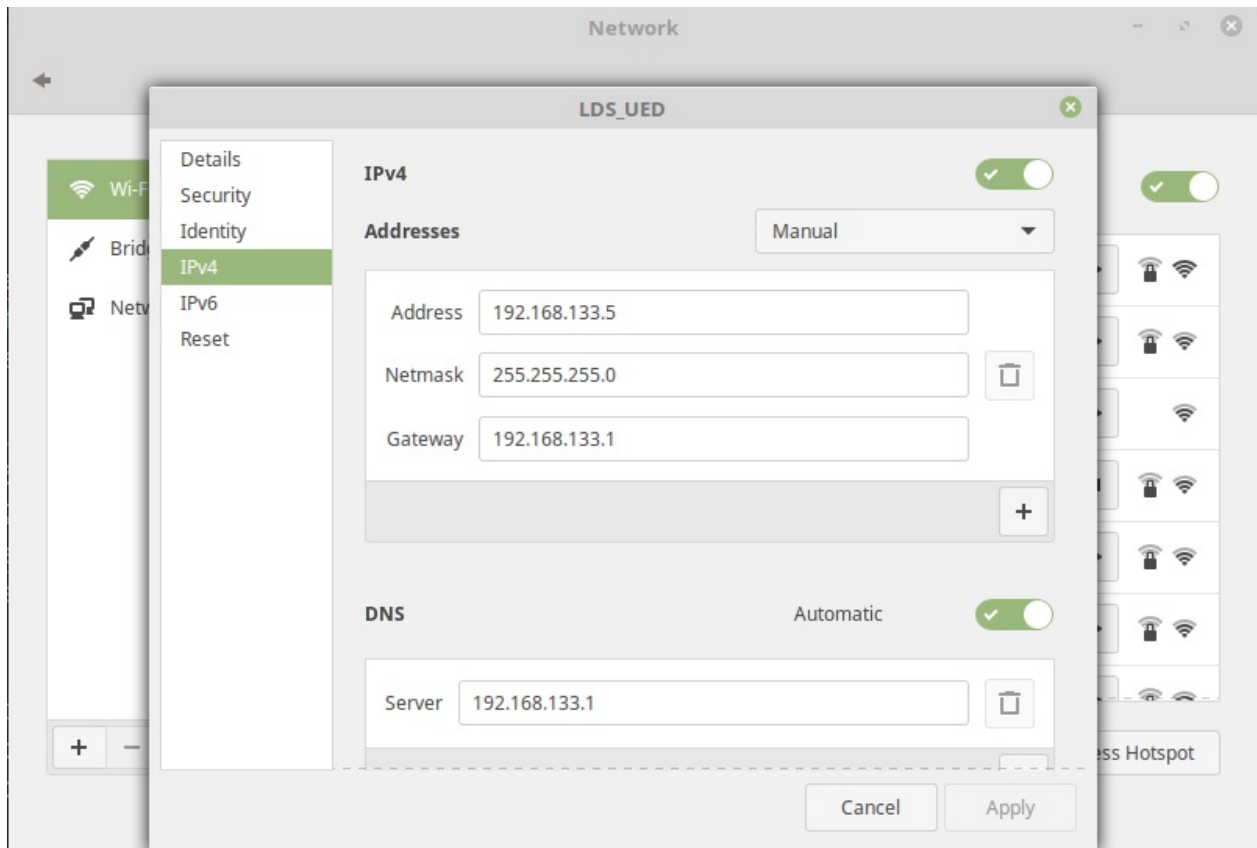 Network
LDS_UED
Wi-F
Bridg
Netw
Details
Security
Identity
IPv4
IPv6
Reset
IPv4
Addresses Manual
Address 192.168.133.5
Netmask 255.255.255.0
Gateway 192.168.133.1
+
DNS Automatic
Server 192.168.133.1
+ −
ess Hotspot
Cancel Apply